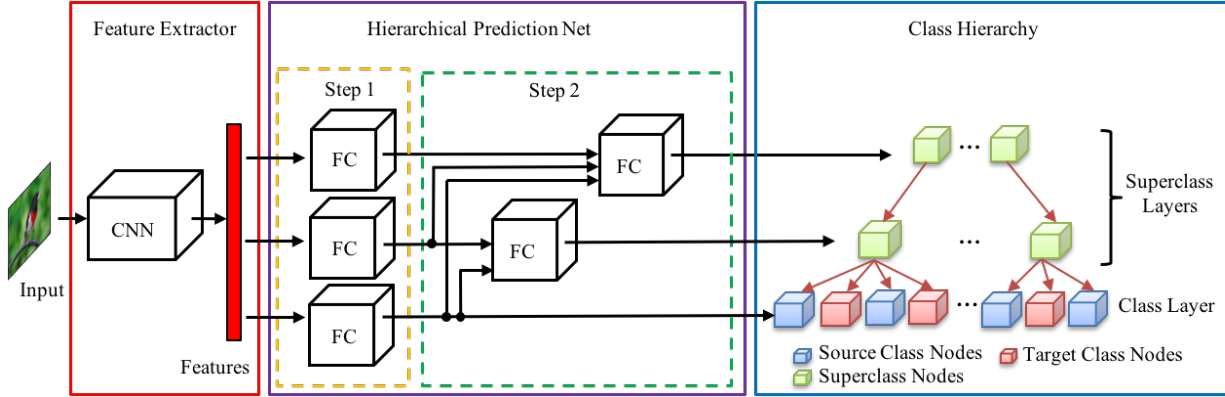 Feature Extractor
Hierarchical Prediction Net
Class Hierarchy
Step 1
Step 2
FC
FC
CNN
FC
FC
FC
Input
Features
...
...
...
Superclass
Layers
Class Layer
Source Class Nodes
Target Class Nodes
Superclass Nodes